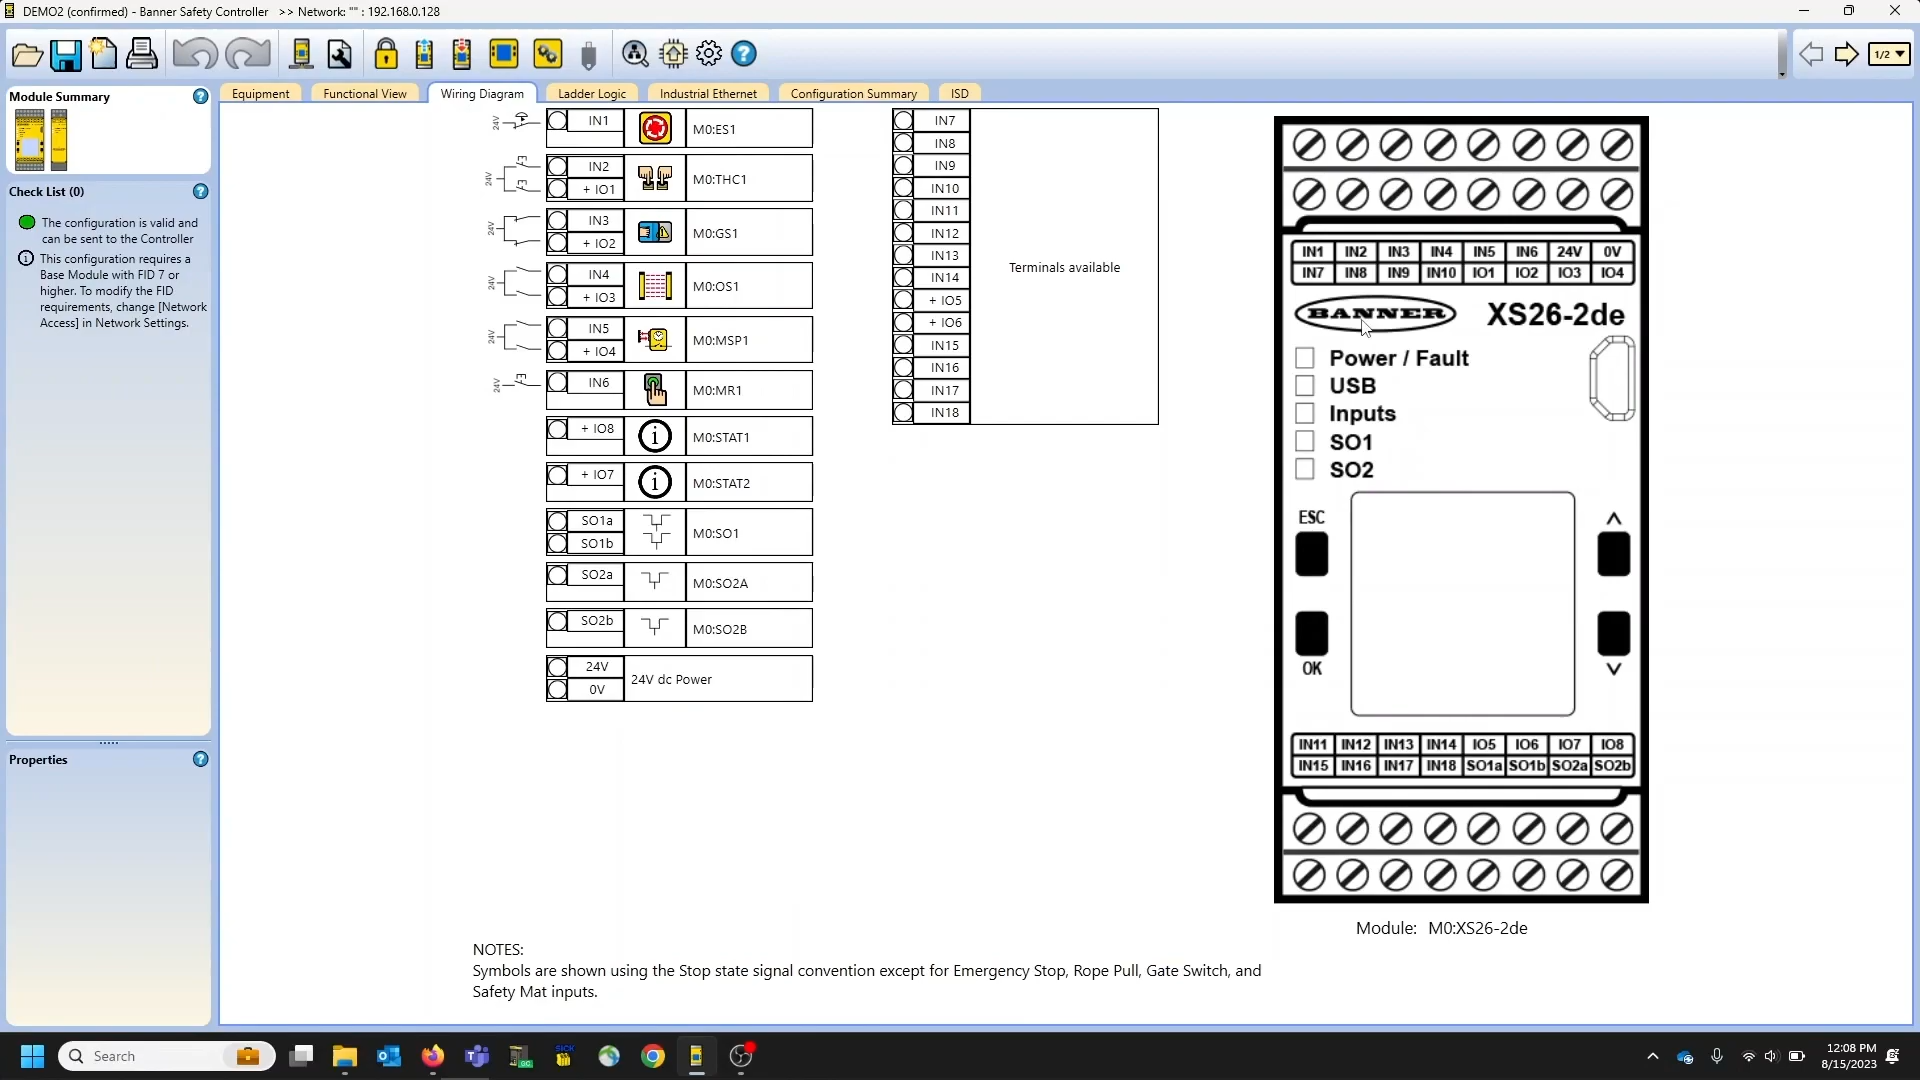 DEMO2 (confirmed) - Banner Safety Controller >> Network: "" : 192.168.0.128
1/2
Module Summary
Check List (0)
The configuration is valid and
can be sent to the Controller
This configuration requires a
Base Module with FID 7 or
higher. To modify the FID
requirements, change [Network
Access] in Network Settings.
Properties
Equipment
Functional View
Wiring Diagram
Ladder Logic
Industrial Ethernet
Configuration Summary
ISD
24V
IN1
M0:ES1
24V
IN2
+ IO1
M0:THC1
24V
IN3
+ IO2
M0:GS1
24V
IN4
+ IO3
M0:OS1
24V
IN5
+ IO4
M0:MSP1
24V
IN6
M0:MR1
+ IO8
M0:STAT1
+ IO7
M0:STAT2
SO1a
SO1b
M0:SO1
SO2a
M0:SO2A
SO2b
M0:SO2B
24V
0V
24V dc Power
IN7
IN8
IN9
IN10
IN11
IN12
IN13
IN14
+ IO5
+ IO6
IN15
IN16
IN17
IN18
Terminals available
IN1 IN2 IN3 IN4 IN5 IN6 24V 0V
IN7 IN8 IN9 IN10 IO1 IO2 IO3 IO4
BANNER XS26-2de
Power / Fault
USB
Inputs
SO1
SO2
ESC
OK
IN11 IN12 IN13 IN14 IO5 IO6 IO7 IO8
IN15 IN16 IN17 IN18 SO1a SO1b SO2a SO2b
Module: M0:XS26-2de
NOTES:
Symbols are shown using the Stop state signal convention except for Emergency Stop, Rope Pull, Gate Switch, and
Safety Mat inputs.
Search
GC
SICK
12:08 PM
8/15/2023